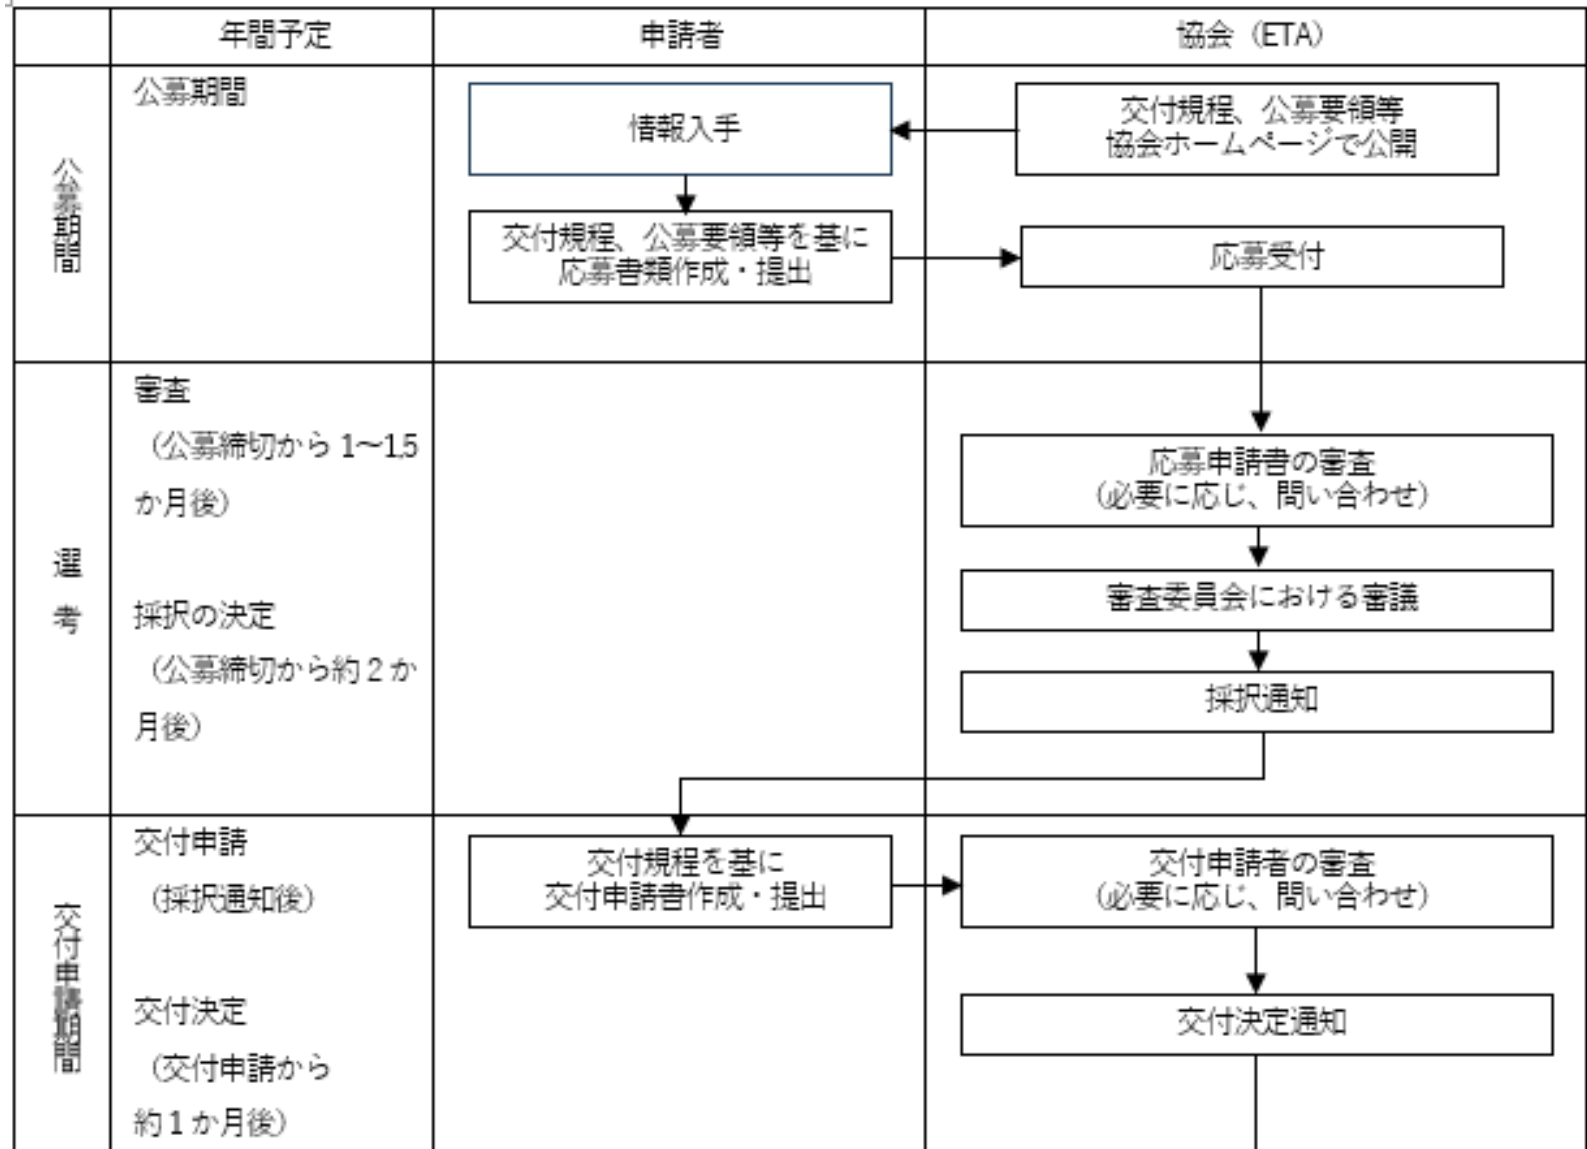 年間予定
申請者
協会（ETA）
公募期間
公募期間
情報入手
交付規程、公募要領等
協会ホームページで公開
交付規程、公募要領等を基に
応募書類作成・提出
応募受付
選考
審査
（公募締切から 1～1.5
か月後）
採択の決定
（公募締切から約２か
月後）
応募申請書の審査
（必要に応じ、問い合わせ）
審査委員会における審議
採択通知
交付申請期間
交付申請
（採択通知後）
交付決定
（交付申請から
約１か月後）
交付規程を基に
交付申請書作成・提出
交付申請者の審査
（必要に応じ、問い合わせ）
交付決定通知